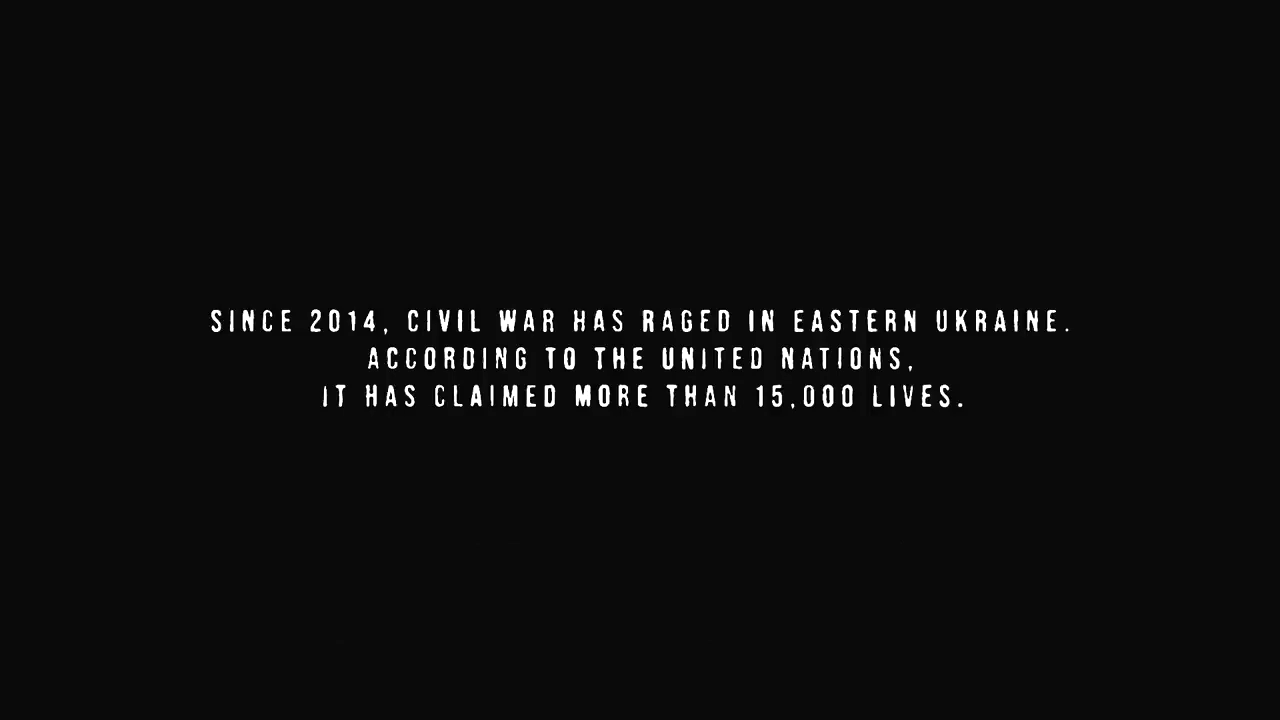 SINCE 2014, CIVIL WAR HAS RAGED IN EASTERN UKRAINE.
ACCORDING TO THE UNITED NATIONS,
IT HAS CLAIMED MORE THAN 15,000 LIVES.